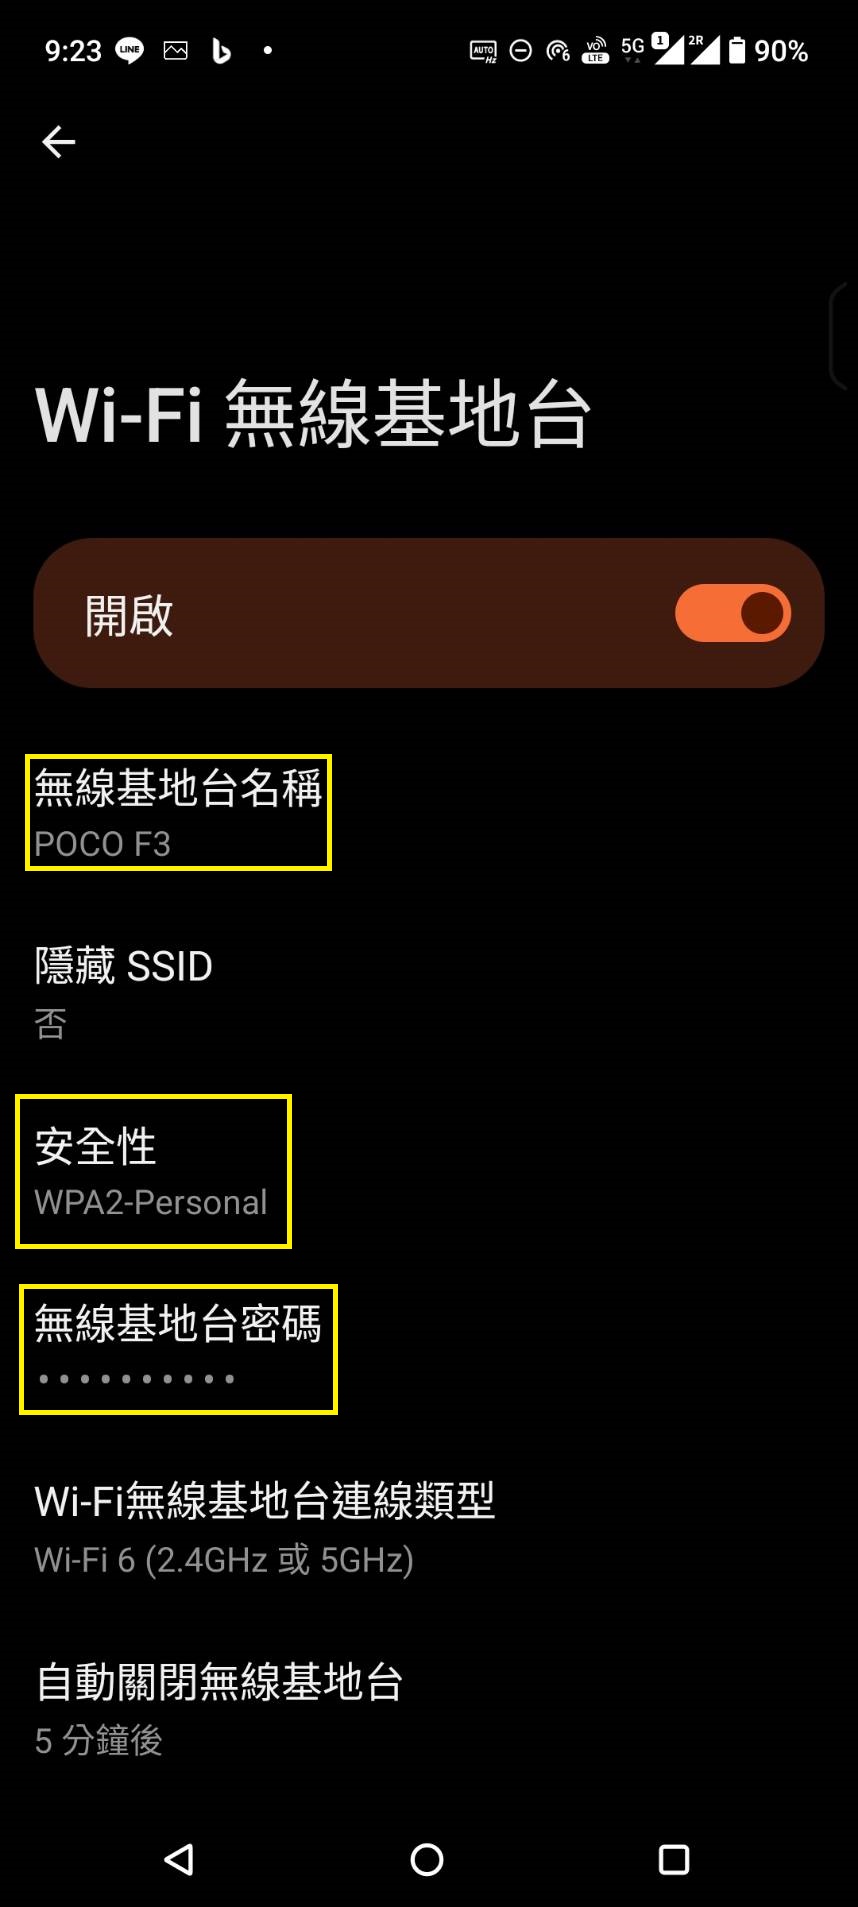 9:23 LINE AUTO Hz 6 VO LTE 5G 1 2R 90%
Wi-Fi 無線基地台
開啟
無線基地台名稱
POCO F3
隱藏 SSID
否
安全性
WPA2-Personal
無線基地台密碼
••••••••••
Wi-Fi無線基地台連線類型
Wi-Fi 6 (2.4GHz 或 5GHz)
自動關閉無線基地台
5 分鐘後